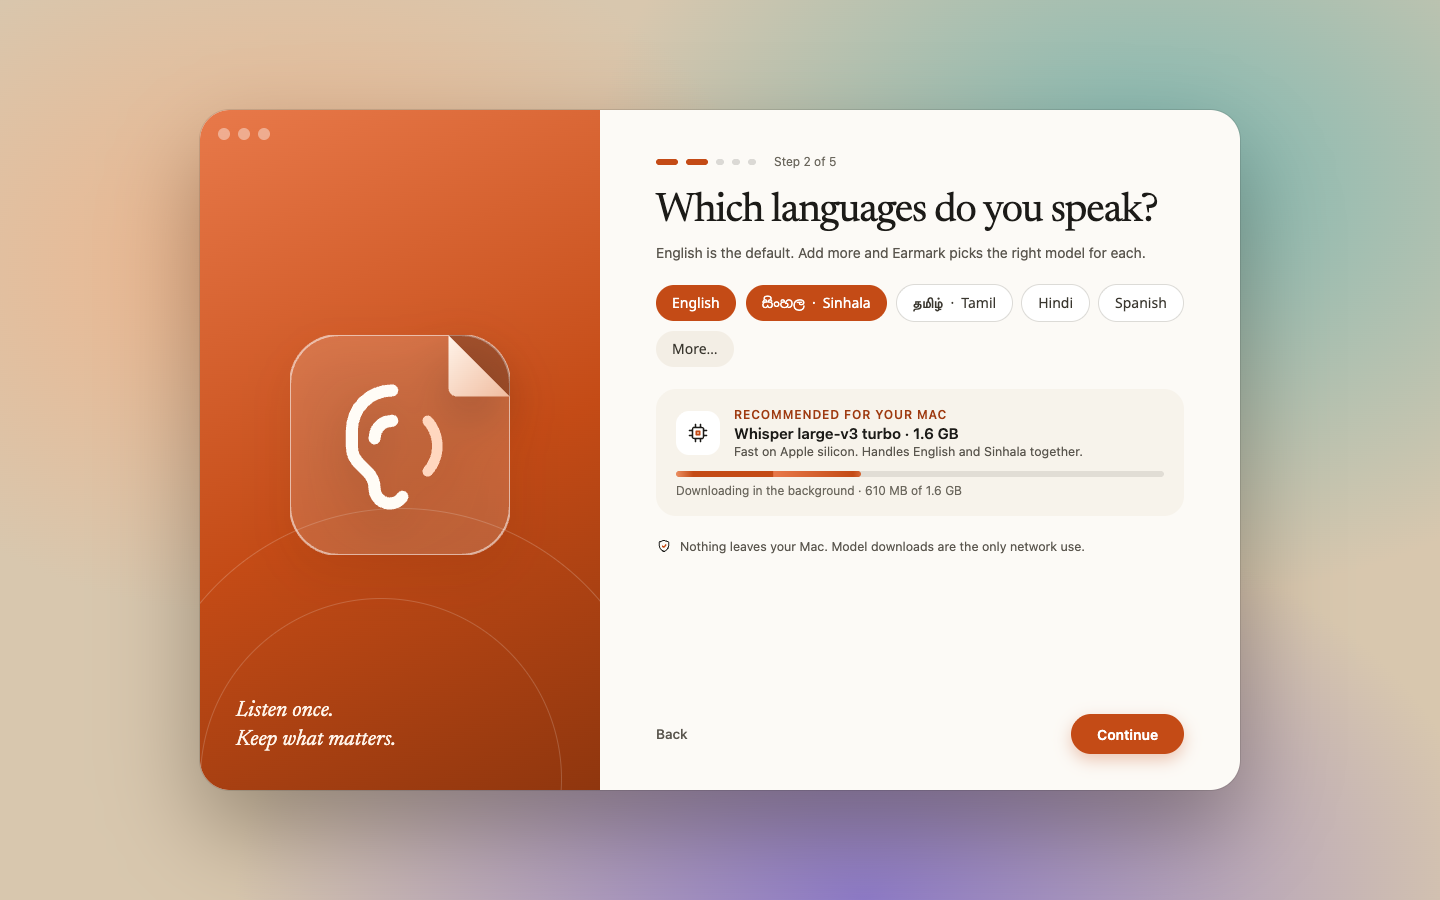 Step 2 of 5
Which languages do you speak?
English is the default. Add more and Earmark picks the right model for each.
English
සිංහල · Sinhala
தமிழ் · Tamil
Hindi
Spanish
More...
RECOMMENDED FOR YOUR MAC
Whisper large-v3 turbo · 1.6 GB
Fast on Apple silicon. Handles English and Sinhala together.
Downloading in the background · 610 MB of 1.6 GB
Nothing leaves your Mac. Model downloads are the only network use.
Listen once.
Keep what matters.
Back
Continue